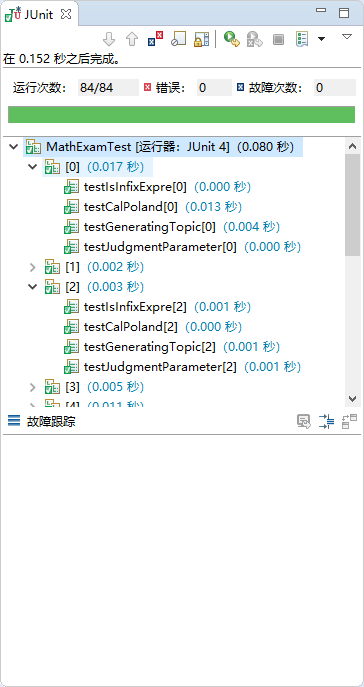 JUnit
在 0.152 秒之后完成。
运行次数: 84/84 错误: 0 故障次数: 0
MathExamTest [运行器: JUnit 4] (0.080 秒)
[0] (0.017 秒)
testIsInfixExpre[0] (0.000 秒)
testCalPoland[0] (0.013 秒)
testGeneratingTopic[0] (0.004 秒)
testJudgmentParameter[0] (0.000 秒)
[1] (0.002 秒)
[2] (0.003 秒)
testIsInfixExpre[2] (0.001 秒)
testCalPoland[2] (0.000 秒)
testGeneratingTopic[2] (0.001 秒)
testJudgmentParameter[2] (0.001 秒)
[3] (0.005 秒)
[4] (0.011 秒)
故障跟踪